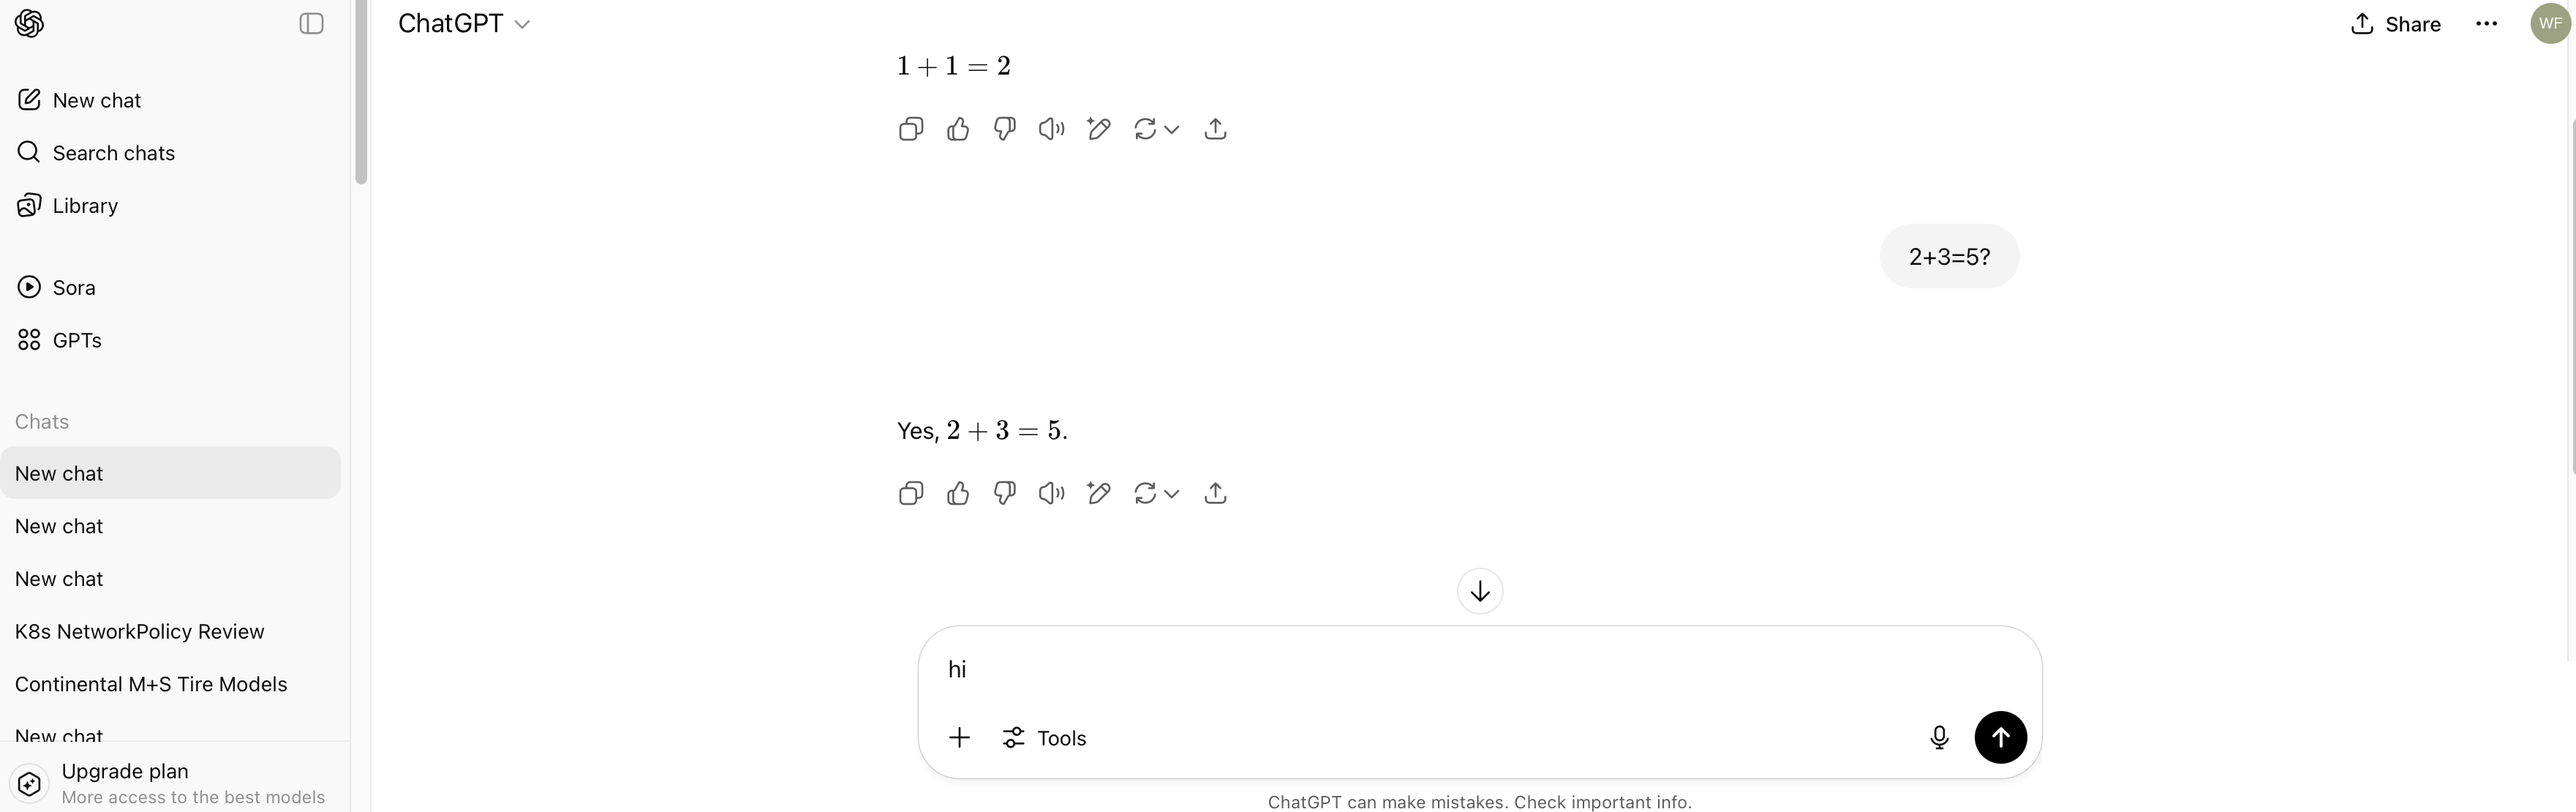 ChatGPT
Share
WF
New chat
Search chats
Library
Sora
GPTs
Chats
New chat
New chat
New chat
K8s NetworkPolicy Review
Continental M+S Tire Models
New chat
Upgrade plan
More access to the best models
1 + 1 = 2
2+3=5?
Yes, 2 + 3 = 5.
hi
Tools
ChatGPT can make mistakes. Check important info.